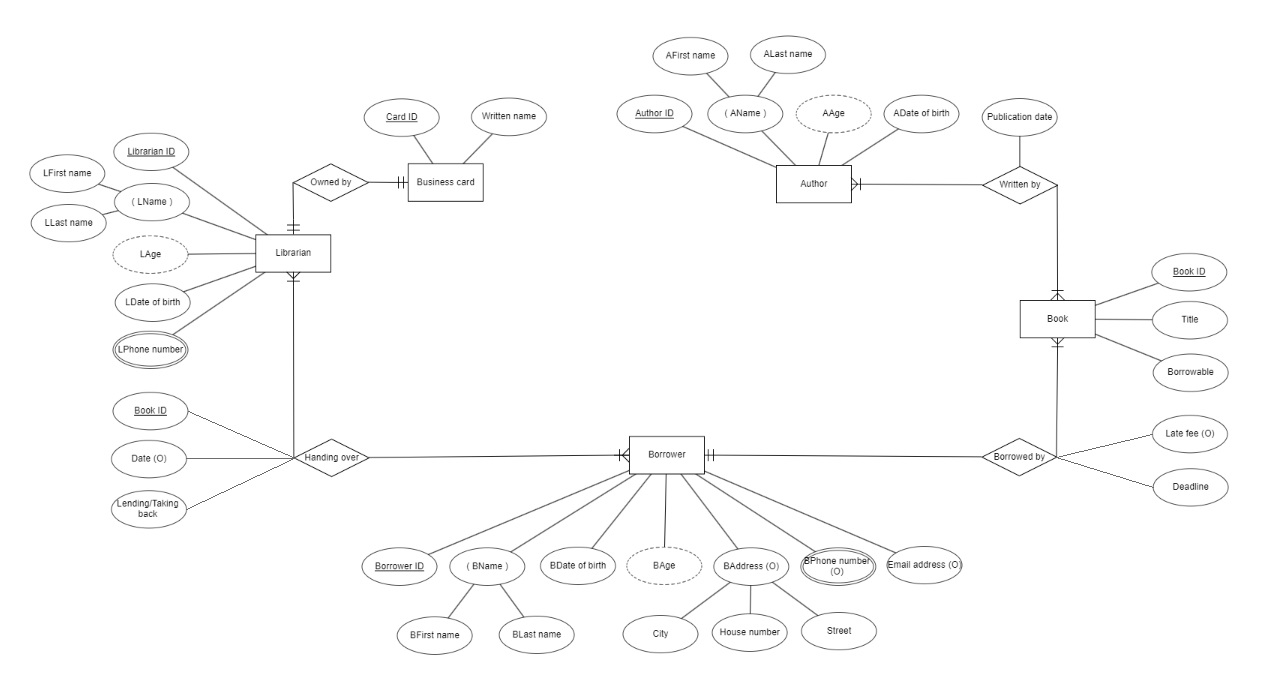 AFirst name
ALast name
Card ID
Written name
Author ID
( AName )
AAge
ADate of birth
Publication date
Librarian ID
LFirst name
Owned by
Business card
Author
Written by
( LName )
LLast name
LAge
Librarian
Book ID
LDate of birth
Book
Title
LPhone number
Borrowable
Book ID
Late fee (O)
Date (O)
Handing over
Borrower
Borrowed by
Deadline
Lending/Taking
back
Borrower ID
( BName )
BDate of birth
BAge
BAddress (O)
BPhone number
(O)
Email address (O)
BFirst name
BLast name
City
House number
Street